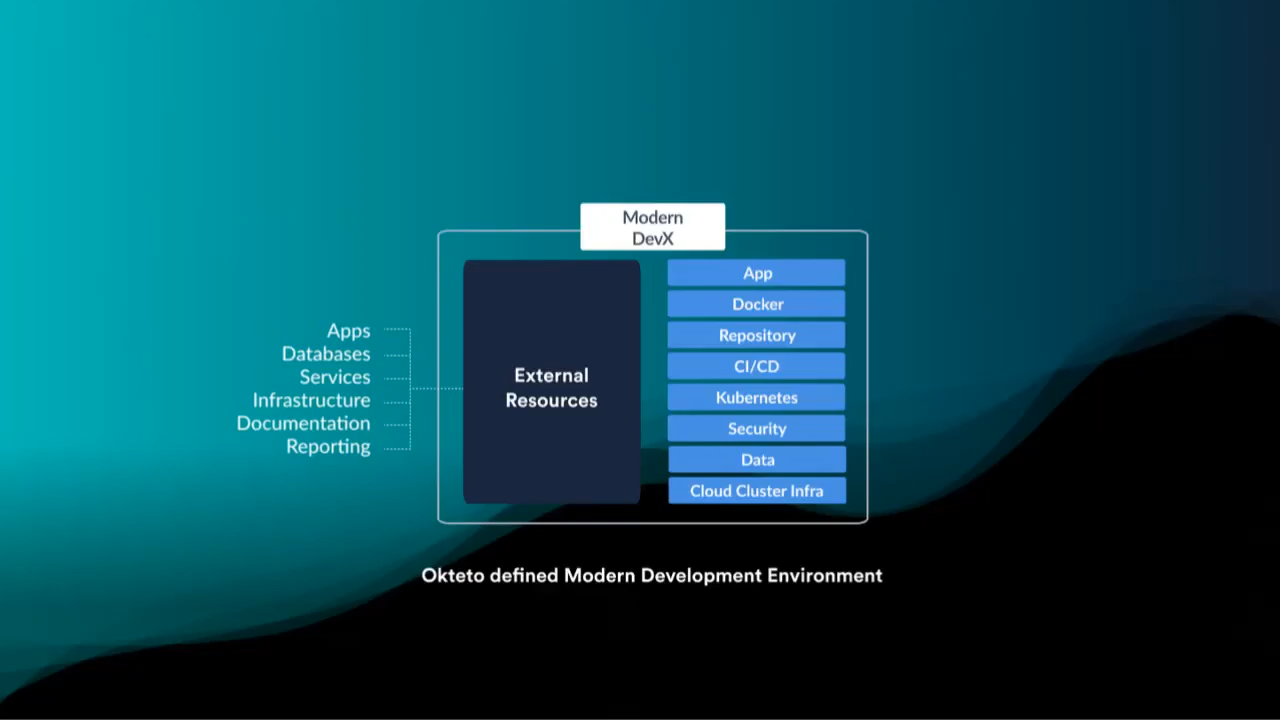 Modern
DevX
Apps
Databases
Services
Infrastructure
Documentation
Reporting
External
Resources
App
Docker
Repository
CI/CD
Kubernetes
Security
Data
Cloud Cluster Infra
Okteto defined Modern Development Environment